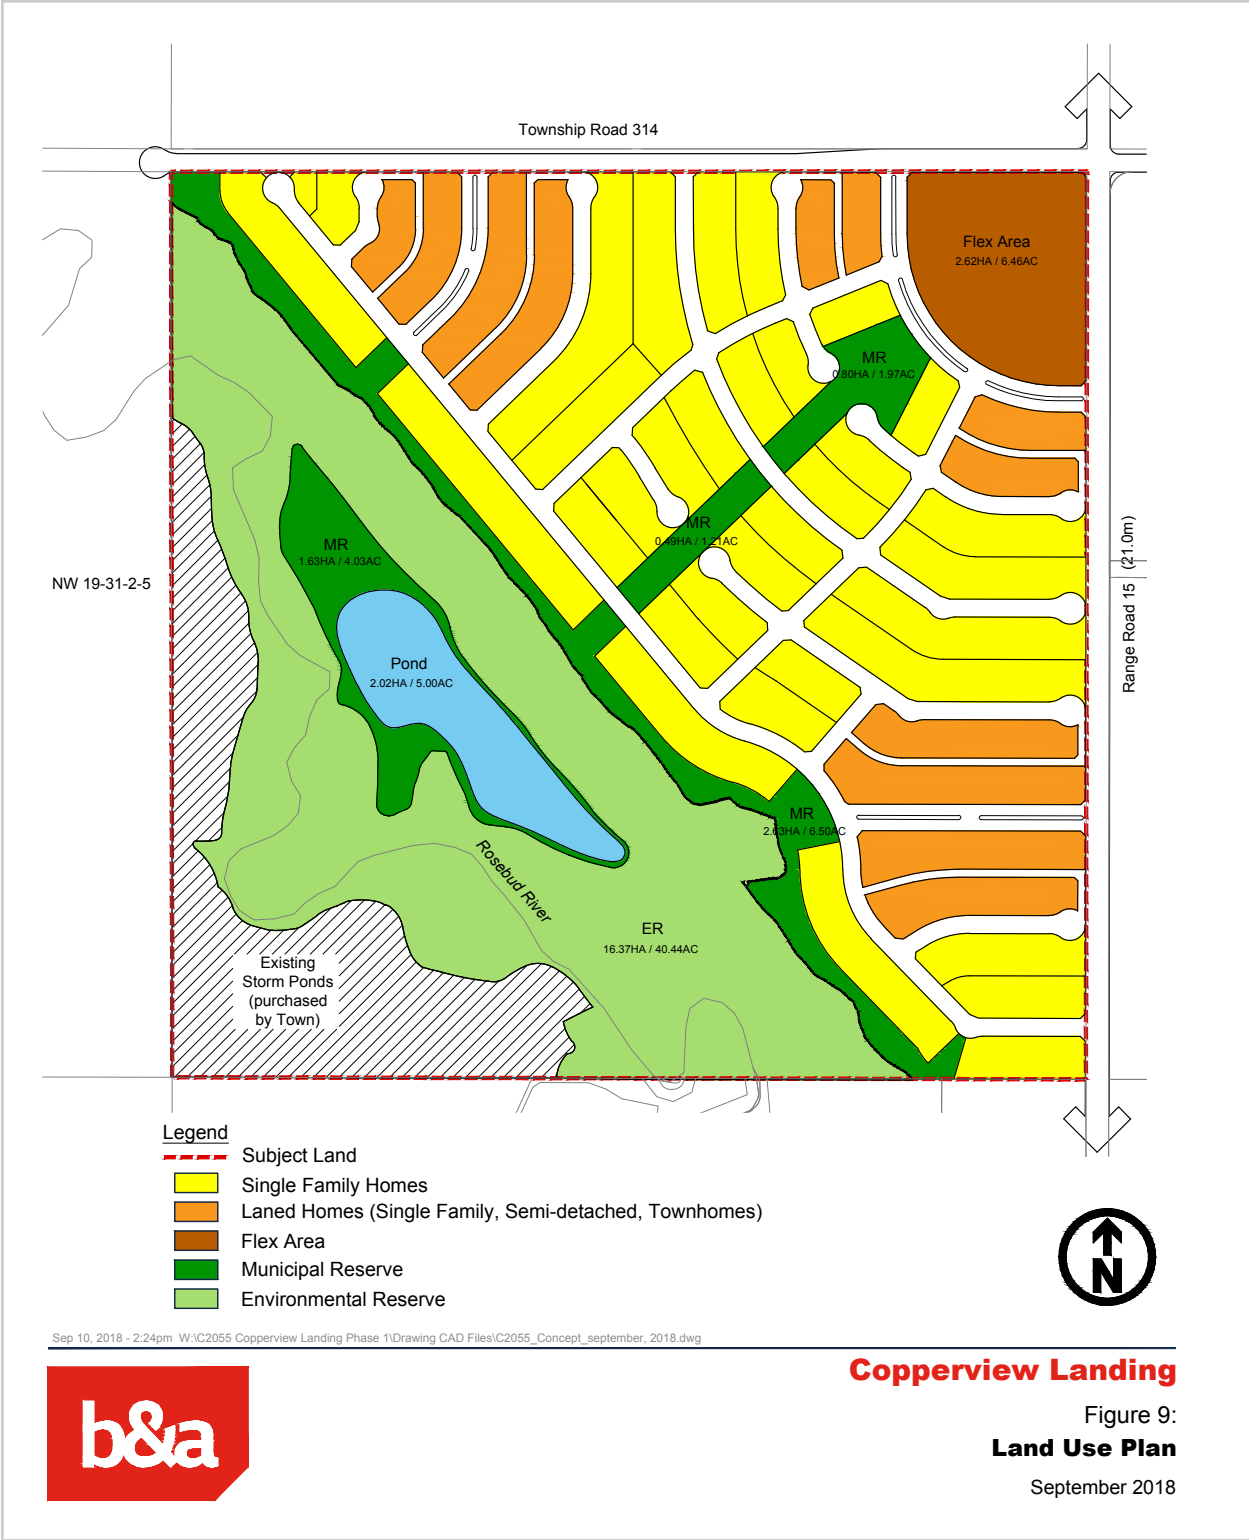 Township Road 314
Flex Area
2.62HA / 6.46AC
MR
0.80HA / 1.97AC
MR
0.49HA / 1.21AC
MR
1.63HA / 4.03AC
NW 19-31-2-5
Range Road 15 (21.0m)
Pond
2.02HA / 5.00AC
MR
2.63HA / 6.50AC
Rosebud River
ER
16.37HA / 40.44AC
Existing
Storm Ponds
(purchased
by Town)
Legend
Subject Land
Single Family Homes
Laned Homes (Single Family, Semi-detached, Townhomes)
Flex Area
Municipal Reserve
Environmental Reserve
N
Sep 10, 2018 - 2:24pm W:\C2055 Copperview Landing Phase 1\Drawing CAD Files\C2055_Concept_september, 2018.dwg
b&a
Copperview Landing
Figure 9:
Land Use Plan
September 2018